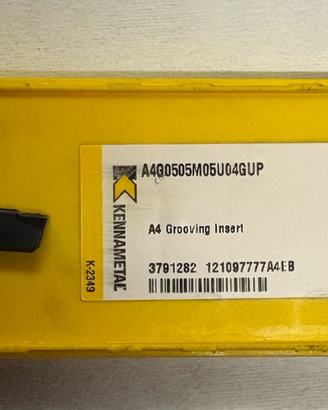 A4G0505M05U04GUP
KENNAMETAL
A4 Grooving Insert
3791282 121097777A4EB
K-2349